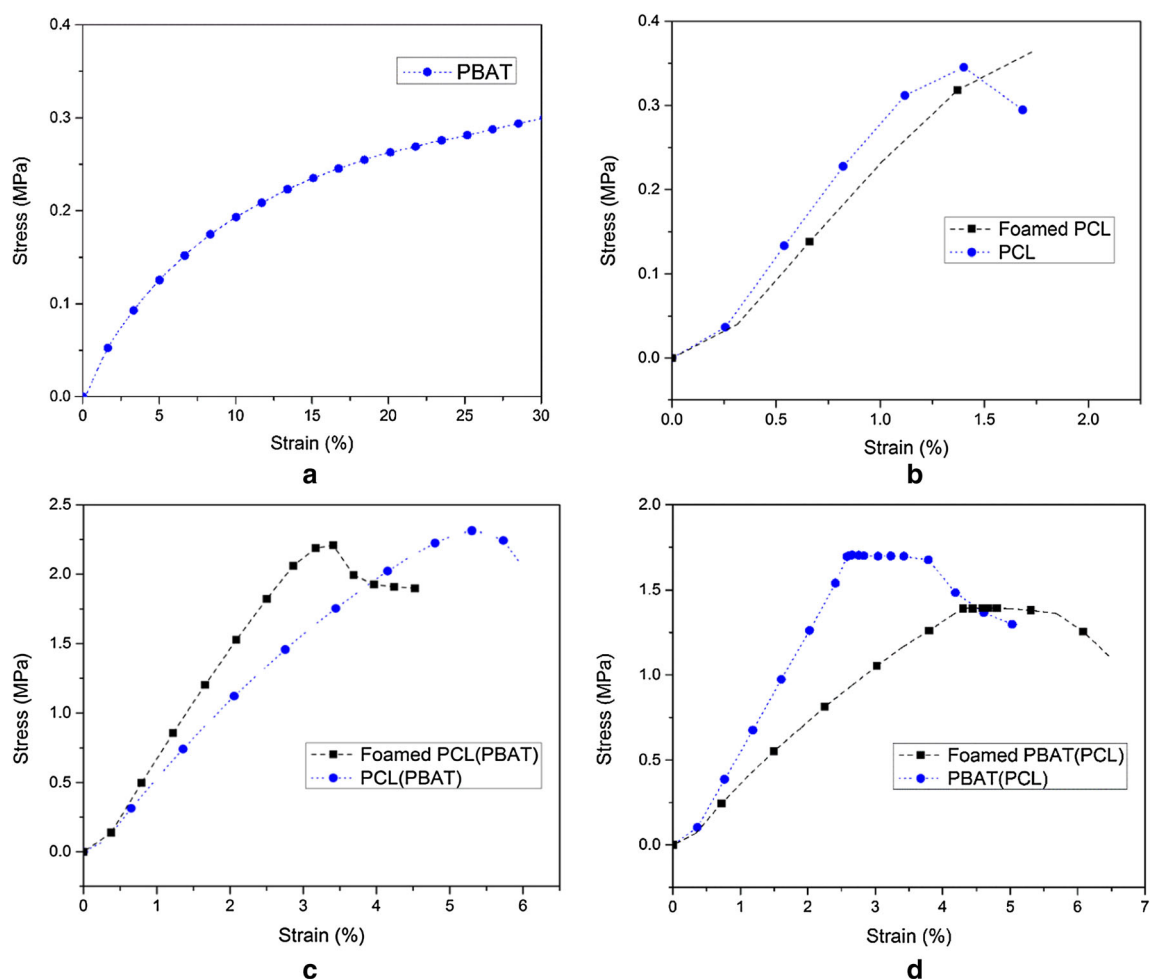 0.4
0.3
0.2
0.1
0.0
Stress (MPa)
PBAT
0 5 10 15 20 25 30
Strain (%)
a
0.4
0.3
0.2
0.1
0.0
Stress (MPa)
Foamed PCL
PCL
0.0 0.5 1.0 1.5 2.0
Strain (%)
b
2.5
2.0
1.5
1.0
0.5
0.0
Stress (MPa)
Foamed PCL(PBAT)
PCL(PBAT)
0 1 2 3 4 5 6
Strain (%)
c
2.0
1.5
1.0
0.5
0.0
Stress (MPa)
Foamed PBAT(PCL)
PBAT(PCL)
0 1 2 3 4 5 6 7
Strain (%)
d